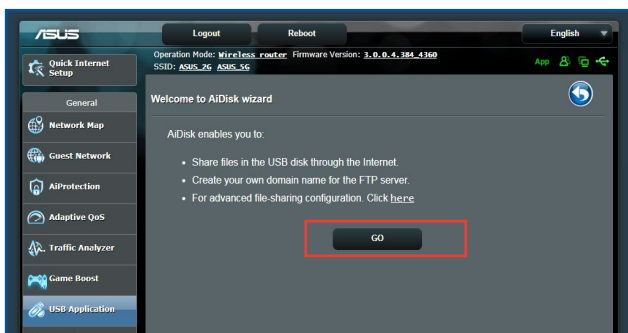 ASUS
Logout
Reboot
English
Quick Internet
Setup
Operation Mode: Wireless router Firmware Version: 3.0.0.4.384_4360
SSID: ASUS_2G ASUS_5G
App
General
Network Map
Guest Network
AiProtection
Adaptive QoS
Traffic Analyzer
Game Boost
USB Application
Welcome to AiDisk wizard
AiDisk enables you to:
• Share files in the USB disk through the Internet.
• Create your own domain name for the FTP server.
• For advanced file-sharing configuration. Click here
GO